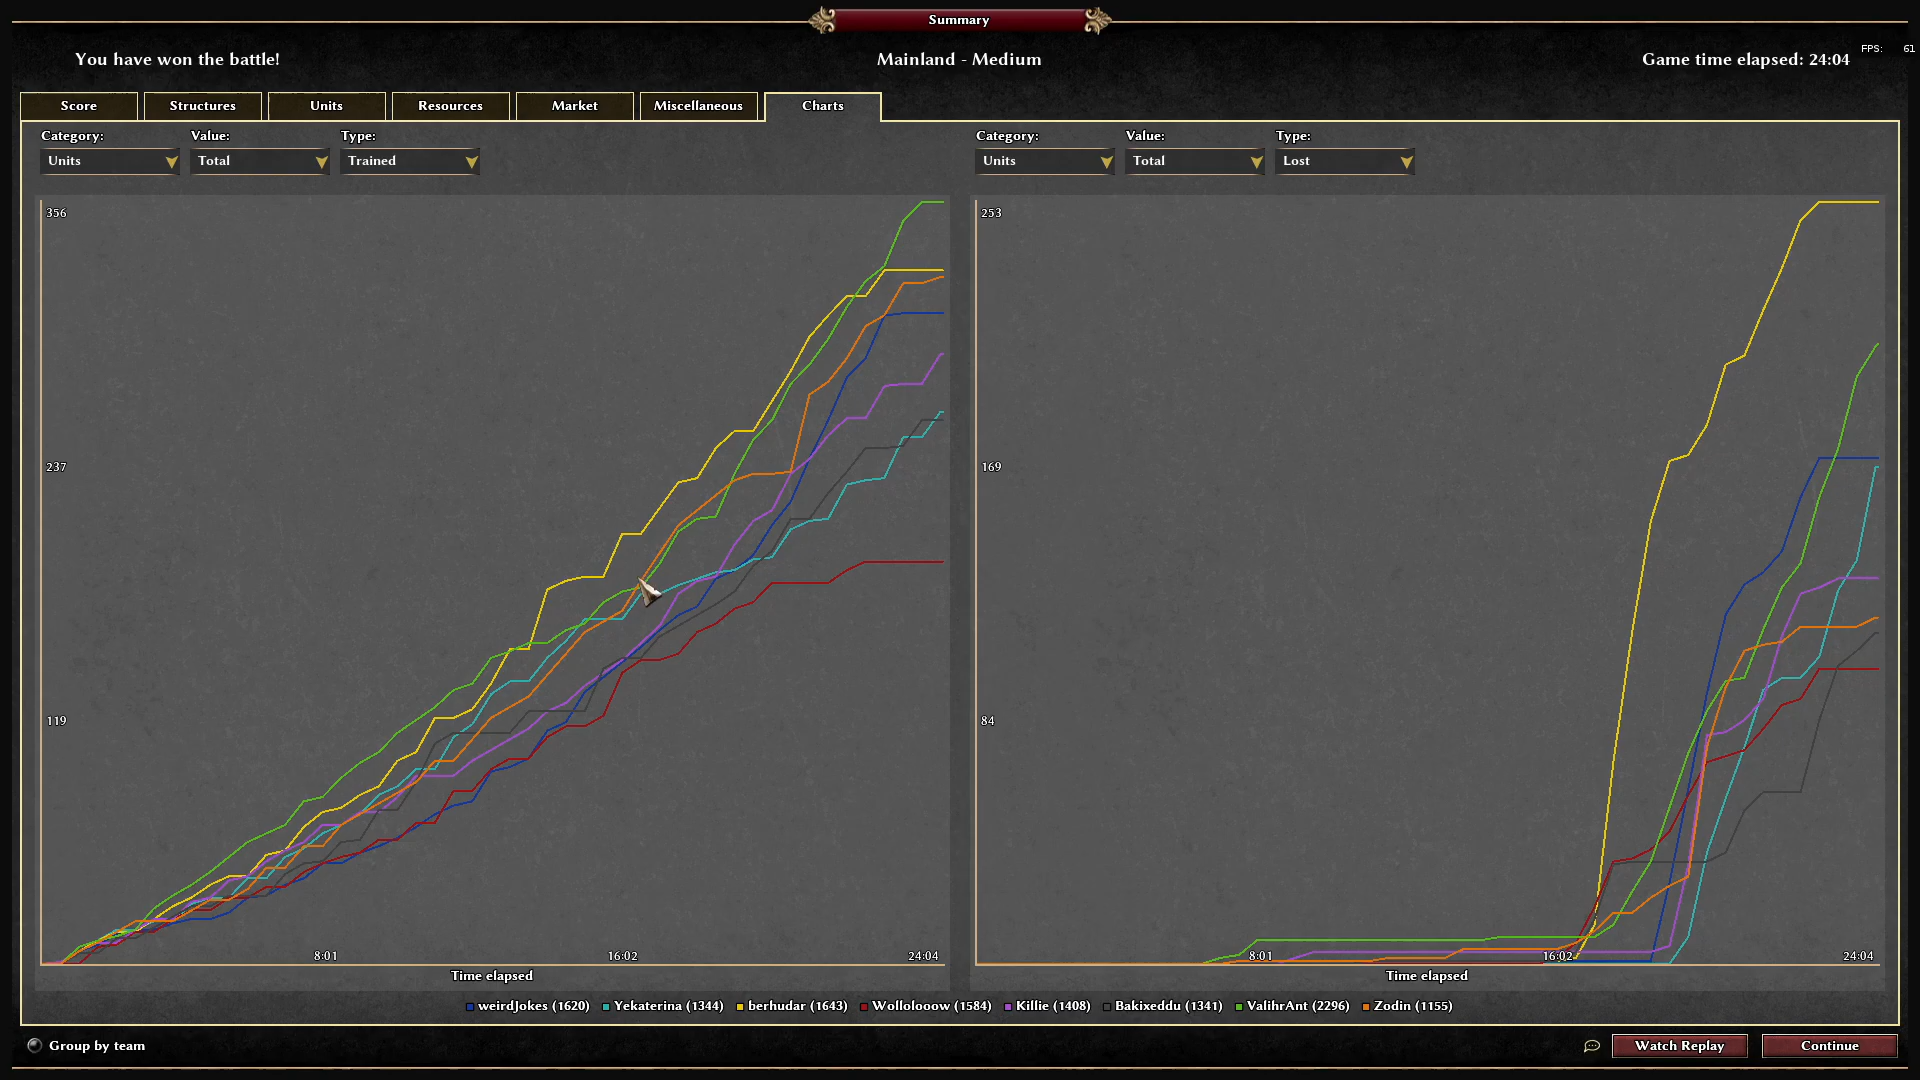 Summary
You have won the battle!
Mainland - Medium
Game time elapsed: 24:04
FPS: 61
Score Structures Units Resources Market Miscellaneous Charts
Category: Value: Type:
Units Total Trained
Category: Value: Type:
Units Total Lost
356
237
119
8:01 16:02 24:04
Time elapsed
253
169
84
8:01 16:02 24:04
Time elapsed
weirdJokes (1620) Yekaterina (1344) berhudar (1643) Wollolooow (1584) Killie (1408) Bakixeddu (1341) ValihrAnt (2296) Zodin (1155)
Group by team
Watch Replay Continue